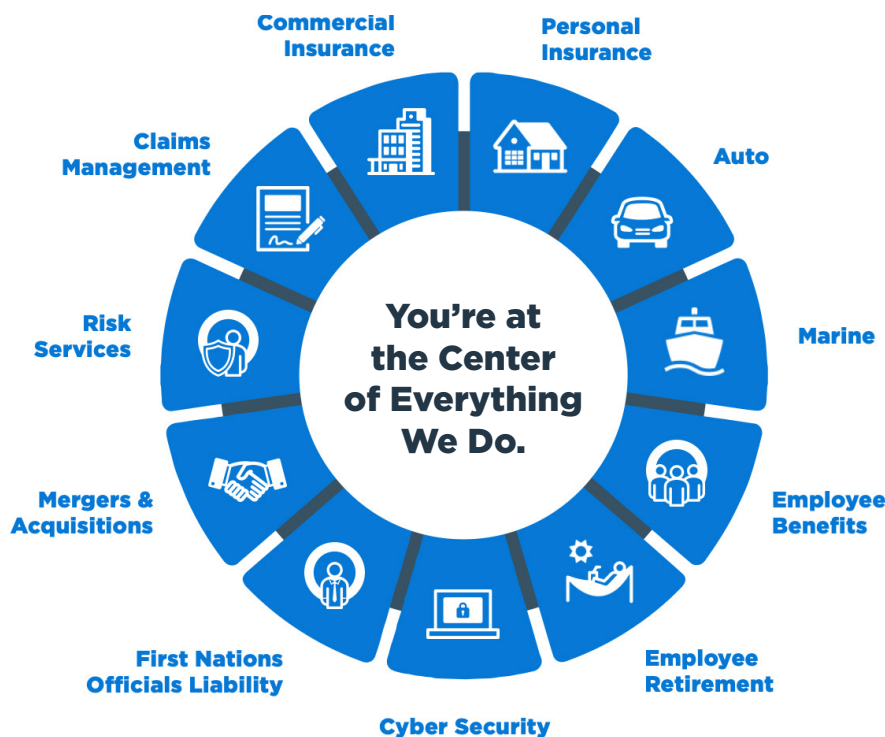 Commercial
Insurance
Personal
Insurance
Auto
Marine
Employee
Benefits
Employee
Retirement
Cyber Security
First Nations
Officials Liability
Mergers &
Acquisitions
Risk
Services
Claims
Management
You’re at
the Center
of Everything
We Do.